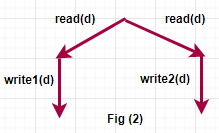 read(d) read(d)
write1(d) write2(d)
Fig (2)